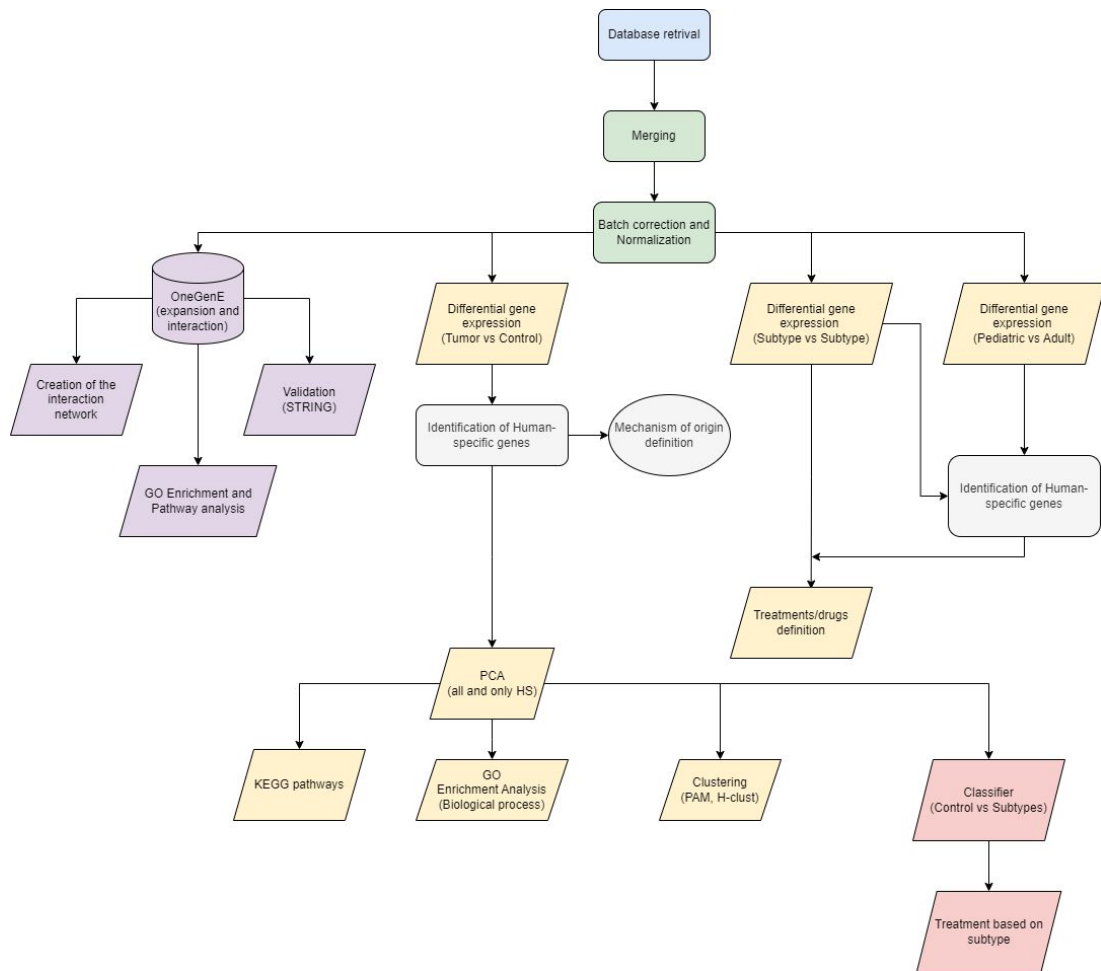 Database retrival
Merging
Batch correction and
Normalization
OneGenE
(expansion and
interaction)
Differential gene
expression
(Tumor vs Control)
Differential gene
expression
(Subtype vs Subtype)
Differential gene
expression
(Pediatric vs Adult)
Creation of the
interaction
network
Validation
(STRING)
Identification of Human-
specific genes
Mechanism of origin
definition
GO Enrichment and
Pathway analysis
Identification of Human-
specific genes
Treatments/drugs
definition
PCA
(all and only HS)
KEGG pathways
GO
Enrichment Analysis
(Biological process)
Clustering
(PAM, H-clust)
Classifier
(Control vs Subtypes)
Treatment based on
subtype